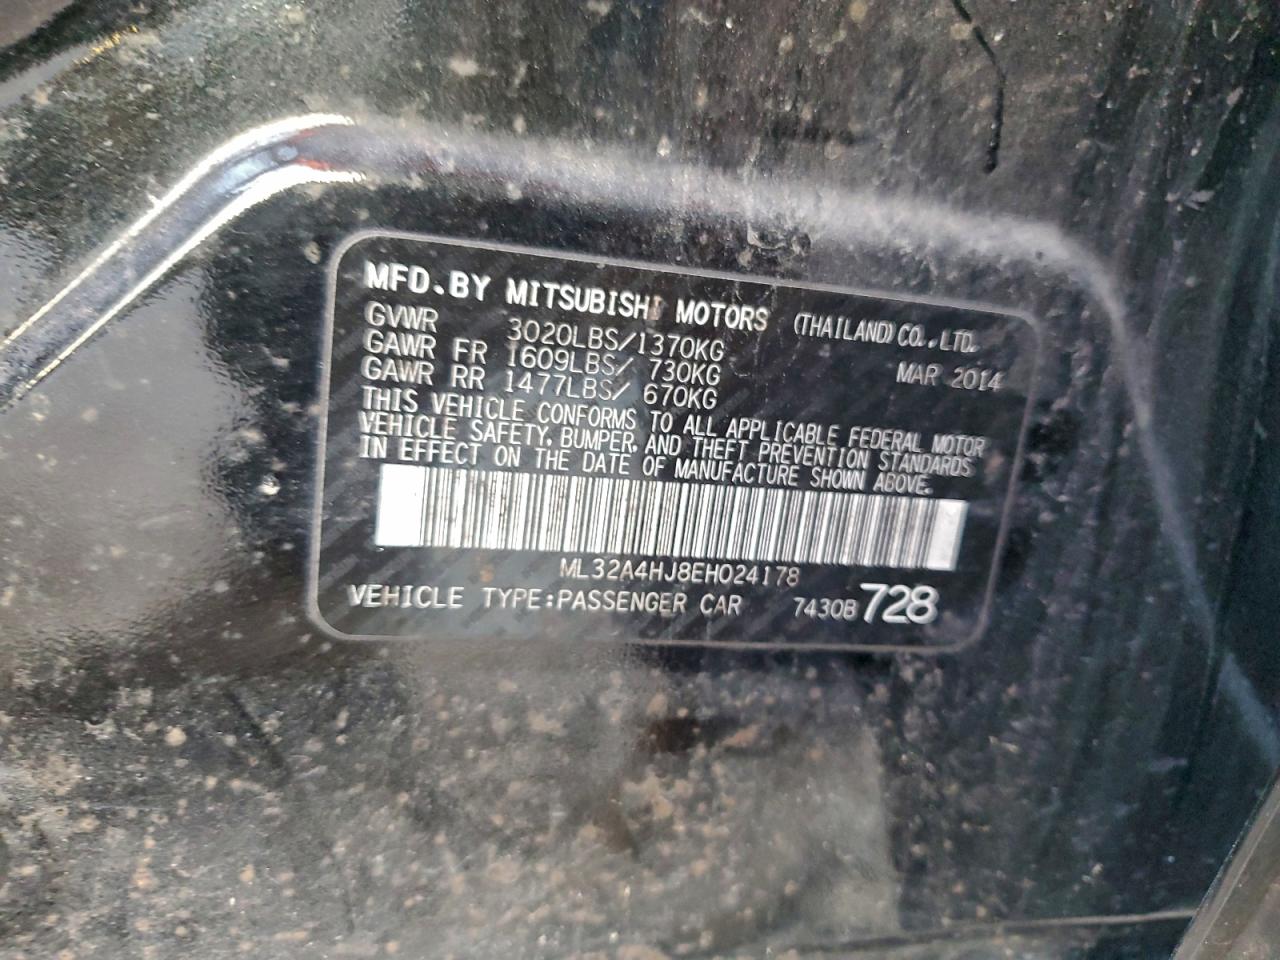 MFD.BY MITSUBISHI MOTORS (THAILAND) CO.,LTD.
GVWR 3020LBS/1370KG MAR 2014
GAWR FR 1609LBS/ 730KG
GAWR RR 1477LBS/ 670KG
THIS VEHICLE CONFORMS TO ALL APPLICABLE FEDERAL MOTOR
VEHICLE SAFETY, BUMPER, AND THEFT PREVENTION STANDARDS
IN EFFECT ON THE DATE OF MANUFACTURE SHOWN ABOVE.
ML32A4HJ8EH024178
VEHICLE TYPE:PASSENGER CAR 7430B728